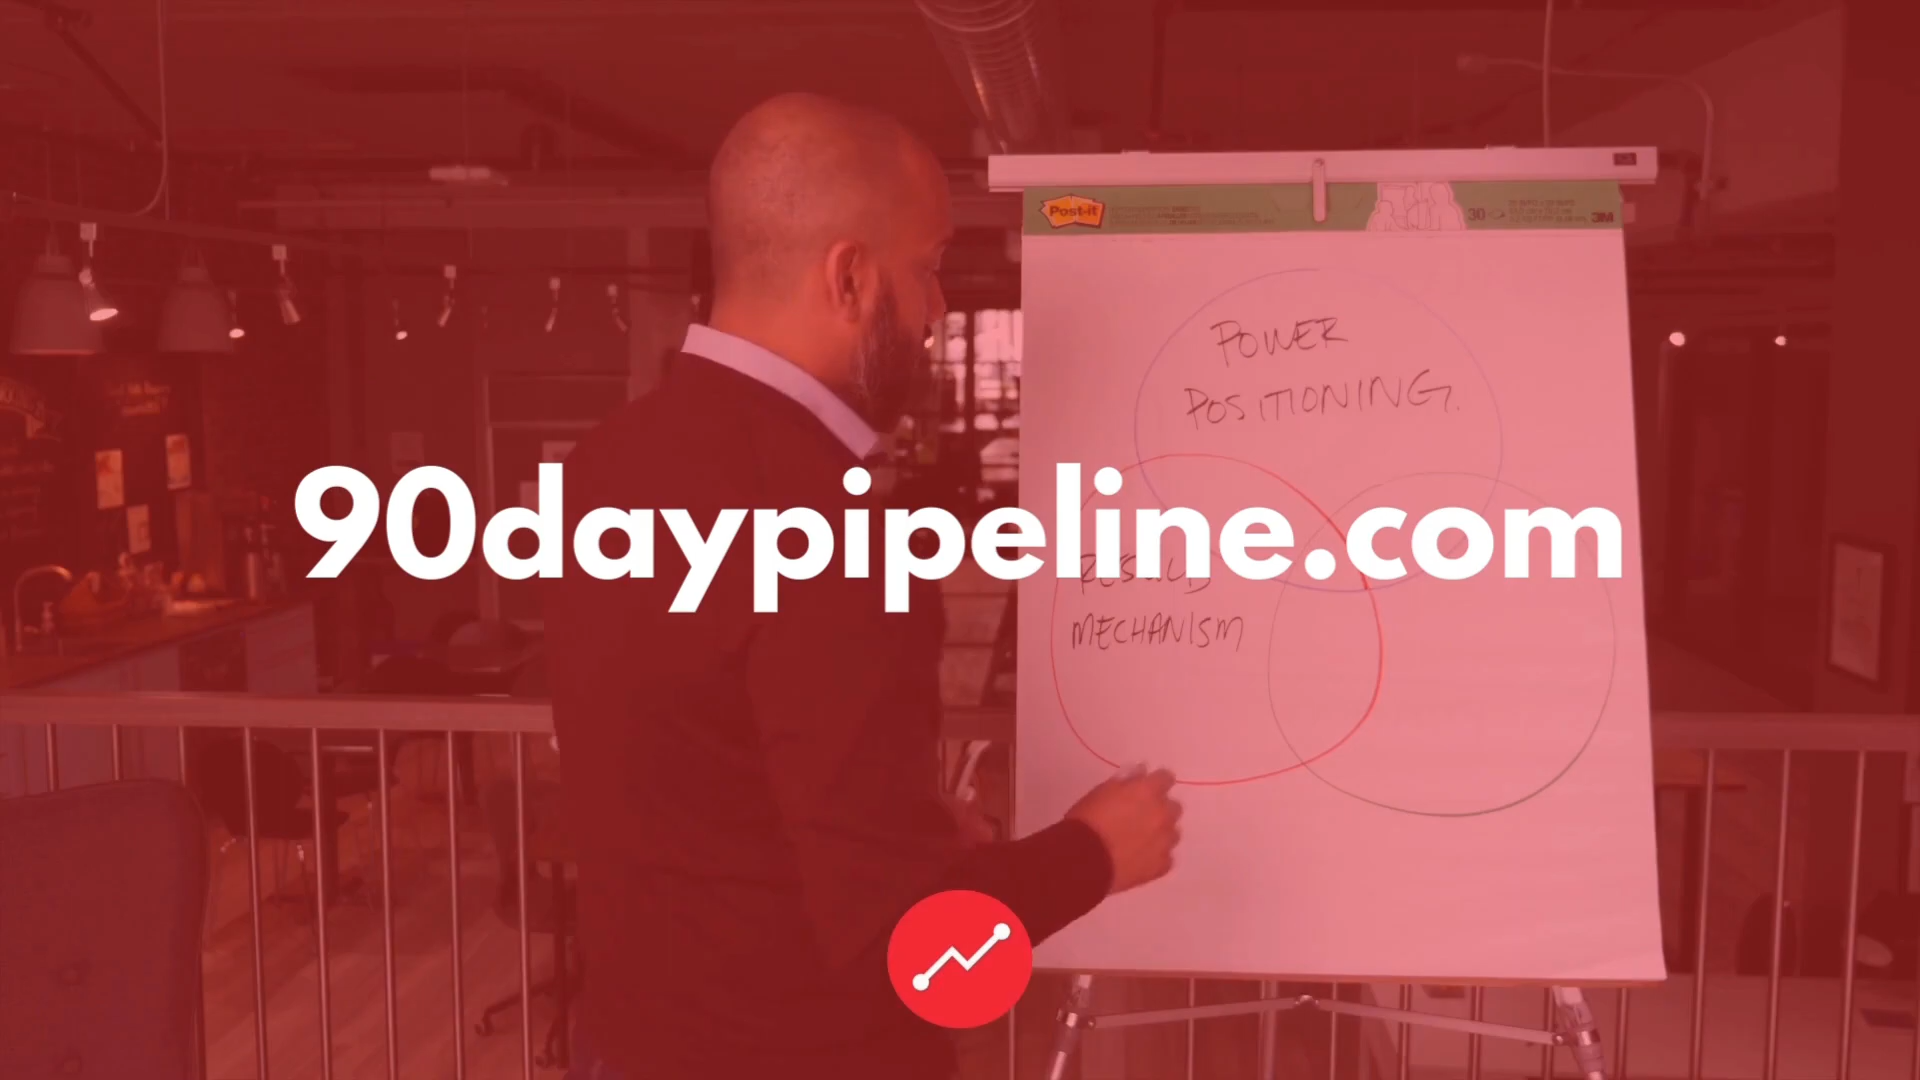 Post-it
30
3M
POWER
POSITIONING.
90daypipeline.com
MECHANISM